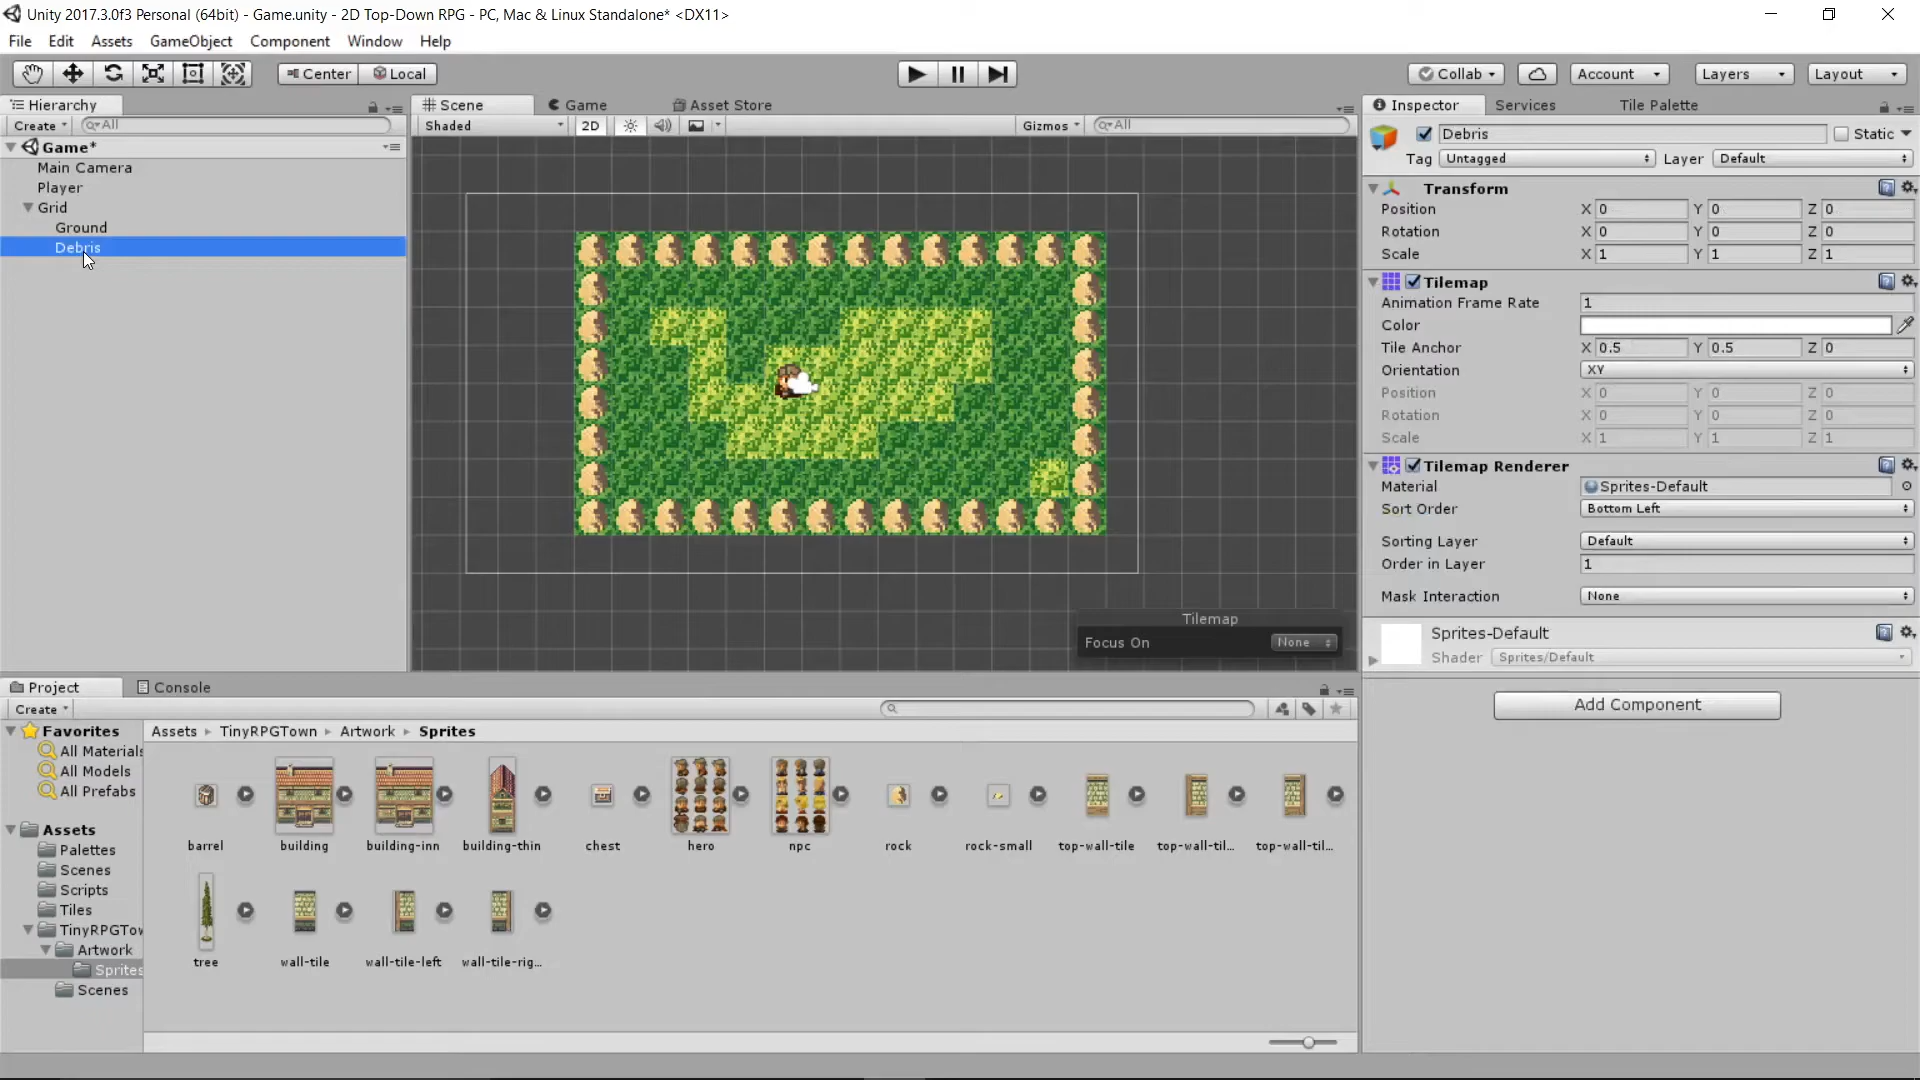 Unity 2017.3.0f3 Personal (64bit) - Game.unity - 2D Top-Down RPG - PC, Mac & Linux Standalone* <DX11>
File Edit Assets GameObject Component Window Help
Center Local Collab Account Layers Layout
Hierarchy
Create All
Game*
Main Camera
Player
Grid
Ground
Debris
Scene Game Asset Store
Shaded 2D Gizmos All
Tilemap
Focus On None
Inspector Services Tile Palette
Debris Static
Tag Untagged Layer Default
Transform
Position X 0 Y 0 Z 0
Rotation X 0 Y 0 Z 0
Scale X 1 Y 1 Z 1
Tilemap
Animation Frame Rate 1
Color
Tile Anchor X 0.5 Y 0.5 Z 0
Orientation XY
Position X 0 Y 0 Z 0
Rotation X 0 Y 0 Z 0
Scale X 1 Y 1 Z 1
Tilemap Renderer
Material Sprites-Default
Sort Order Bottom Left
Sorting Layer Default
Order in Layer 1
Mask Interaction None
Sprites-Default
Shader Sprites/Default
Add Component
Project Console
Create
Favorites
All Materials
All Models
All Prefabs
Assets
Palettes
Scenes
Scripts
Tiles
TinyRPGTow
Artwork
Sprites
Scenes
Assets TinyRPGTown Artwork Sprites
barrel building building-inn building-thin chest hero npc rock rock-small top-wall-tile top-wall-til... top-wall-til...
tree wall-tile wall-tile-left wall-tile-rig...